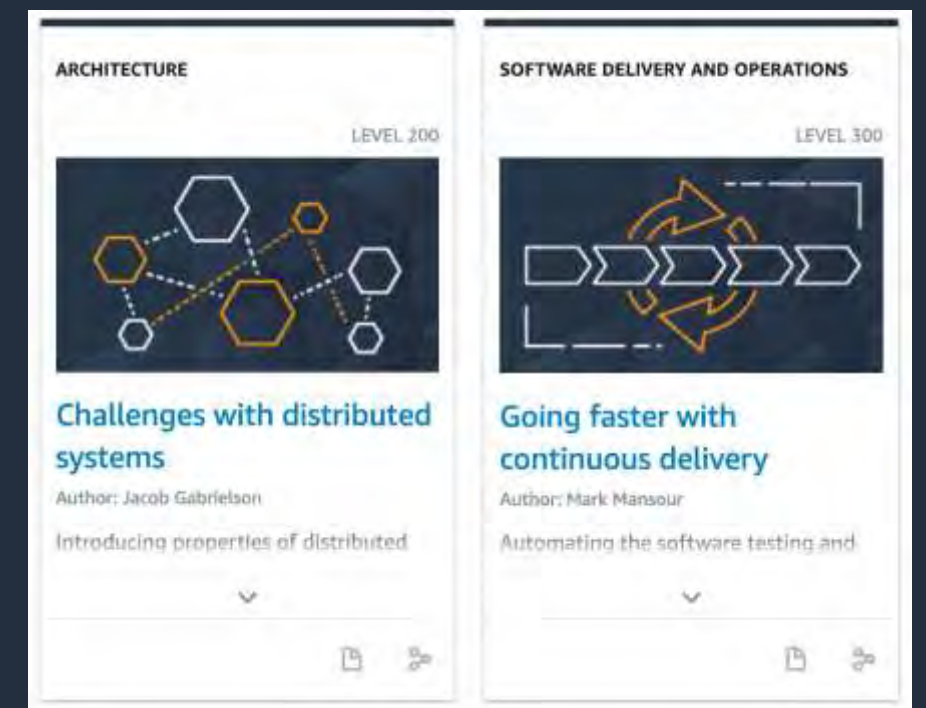 ARCHITECTURE
LEVEL 200
Challenges with distributed
systems
Author: Jacob Gabrielson
Introducing properties of distributed
SOFTWARE DELIVERY AND OPERATIONS
LEVEL 300
Going faster with
continuous delivery
Author: Mark Mansour
Automating the software testing and